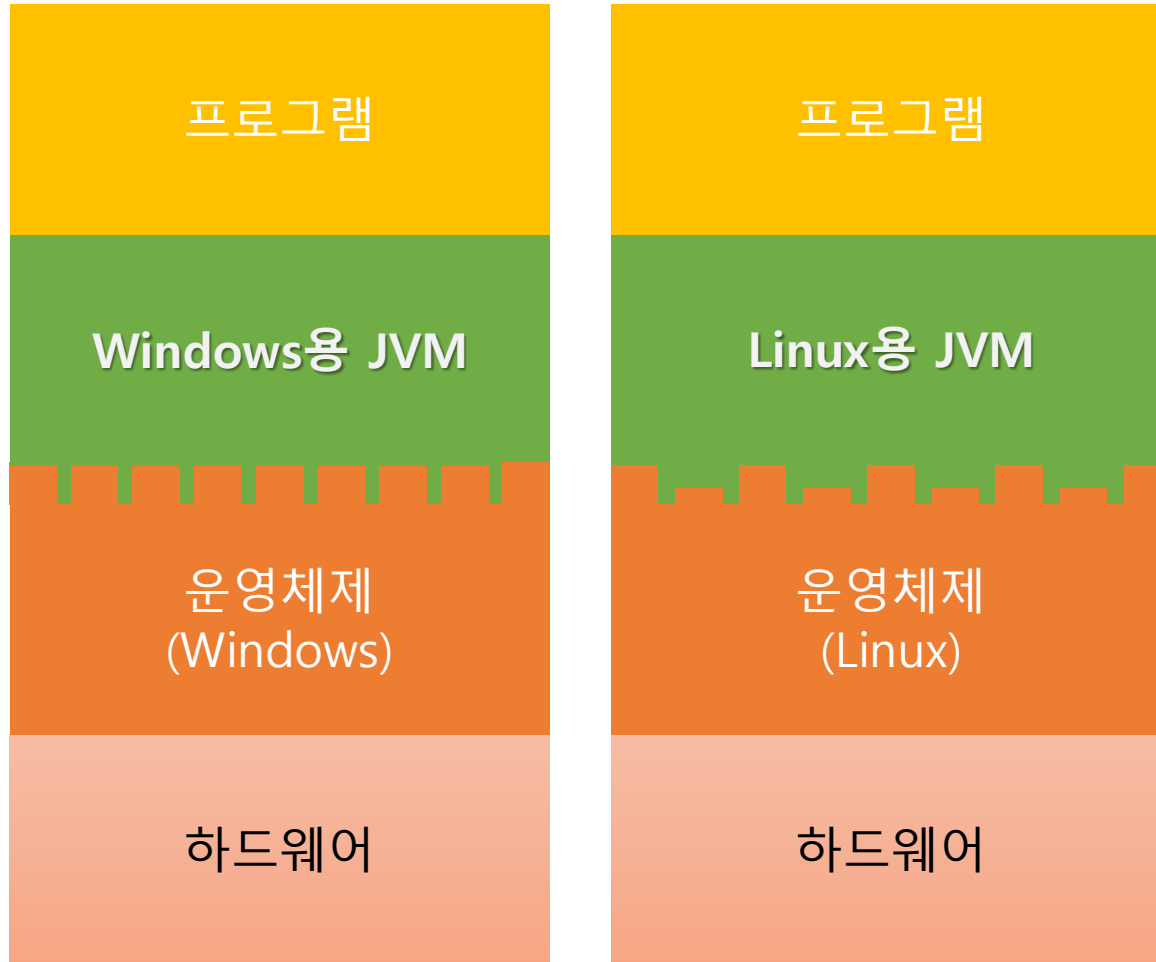 프로그램
프로그램
Windows용 JVM
Linux용 JVM
운영체제
(Windows)
운영체제
(Linux)
하드웨어
하드웨어